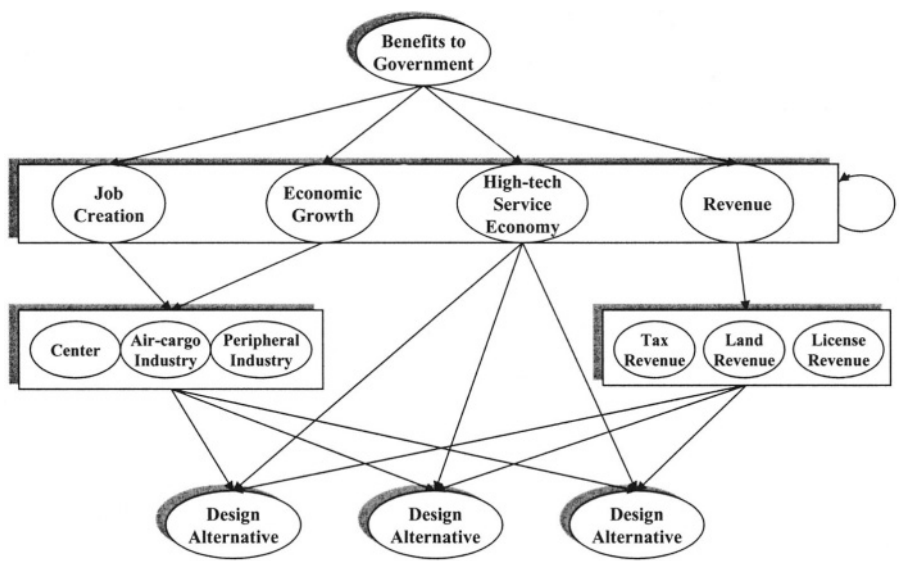 Benefits to
Government
Job
Creation
Economic
Growth
High-tech
Service
Economy
Revenue
Center
Air-cargo
Industry
Peripheral
Industry
Tax
Revenue
Land
Revenue
License
Revenue
Design
Alternative
Design
Alternative
Design
Alternative